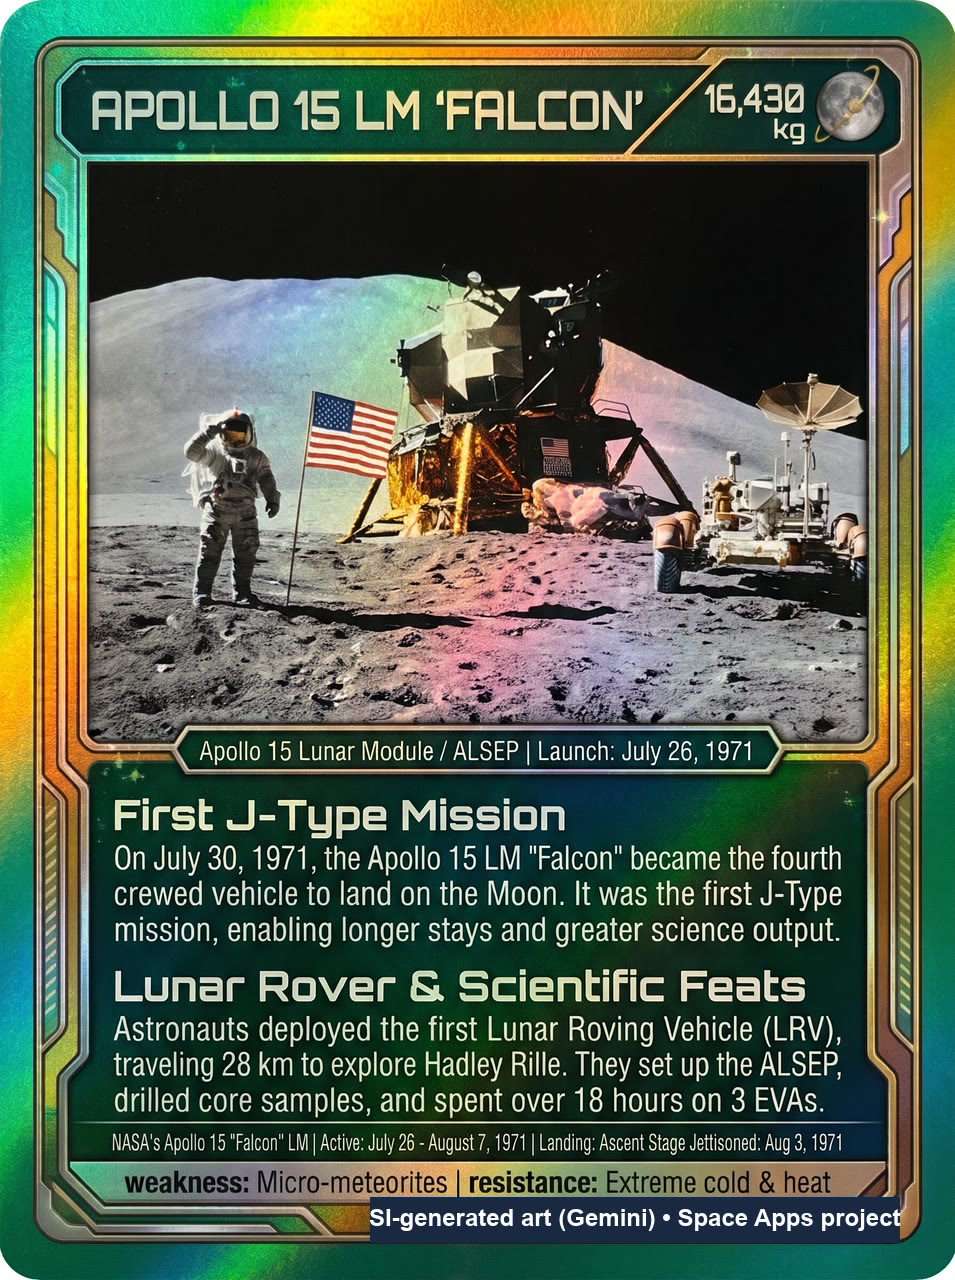 APOLLO 15 LM ‘FALCON’
16,430
kg
Apollo 15 Lunar Module / ALSEP | Launch: July 26, 1971
First J-Type Mission
On July 30, 1971, the Apollo 15 LM "Falcon" became the fourth
crewed vehicle to land on the Moon. It was the first J-Type
mission, enabling longer stays and greater science output.
Lunar Rover & Scientific Feats
Astronauts deployed the first Lunar Roving Vehicle (LRV),
traveling 28 km to explore Hadley Rille. They set up the ALSEP,
drilled core samples, and spent over 18 hours on 3 EVAs.
NASA's Apollo 15 "Falcon" LM | Active: July 26 - August 7, 1971 | Landing: Ascent Stage Jettisoned: Aug 3, 1971
weakness: Micro-meteorites | resistance: Extreme cold & heat
SI-generated art (Gemini) • Space Apps project